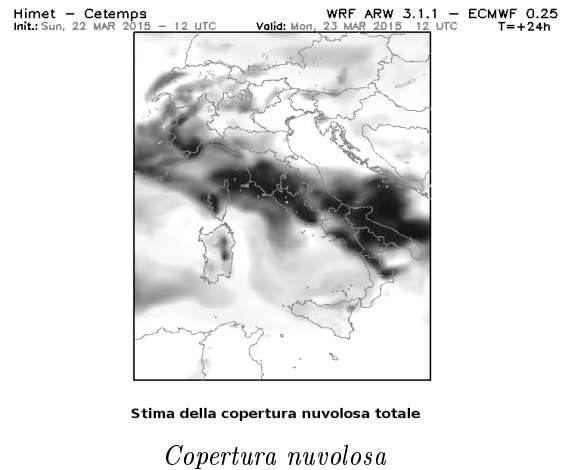 Himet – Cetemps WRF ARW 3.1.1 – ECMWF 0.25
Init.: Sun, 22 MAR 2015 – 12 UTC Valid: Mon, 23 MAR 2015 12 UTC T=+24h
Stima della copertura nuvolosa totale
Copertura nuvolosa